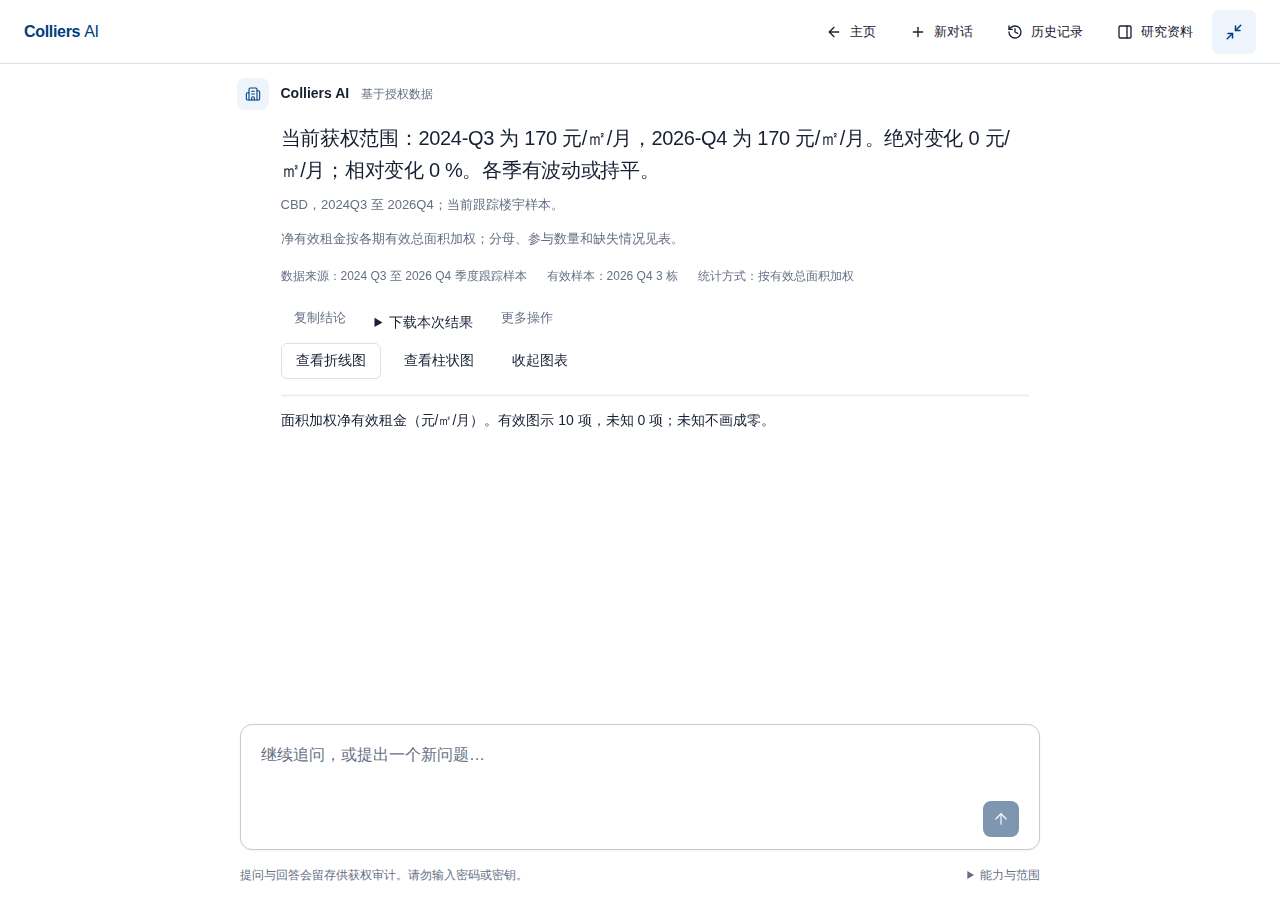 Colliers AI
主页
新对话
历史记录
研究资料
Colliers AI 基于授权数据
当前获权范围：2024-Q3 为 170 元/㎡/月，2026-Q4 为 170 元/㎡/月。绝对变化 0 元/
㎡/月；相对变化 0 %。各季有波动或持平。
CBD，2024Q3 至 2026Q4；当前跟踪楼宇样本。
净有效租金按各期有效总面积加权；分母、参与数量和缺失情况见表。
数据来源：2024 Q3 至 2026 Q4 季度跟踪样本 有效样本：2026 Q4 3 栋 统计方式：按有效总面积加权
复制结论 ▶ 下载本次结果 更多操作
查看折线图 查看柱状图 收起图表
面积加权净有效租金（元/㎡/月）。有效图示 10 项，未知 0 项；未知不画成零。
继续追问，或提出一个新问题…
提问与回答会留存供获权审计。请勿输入密码或密钥。
▶ 能力与范围